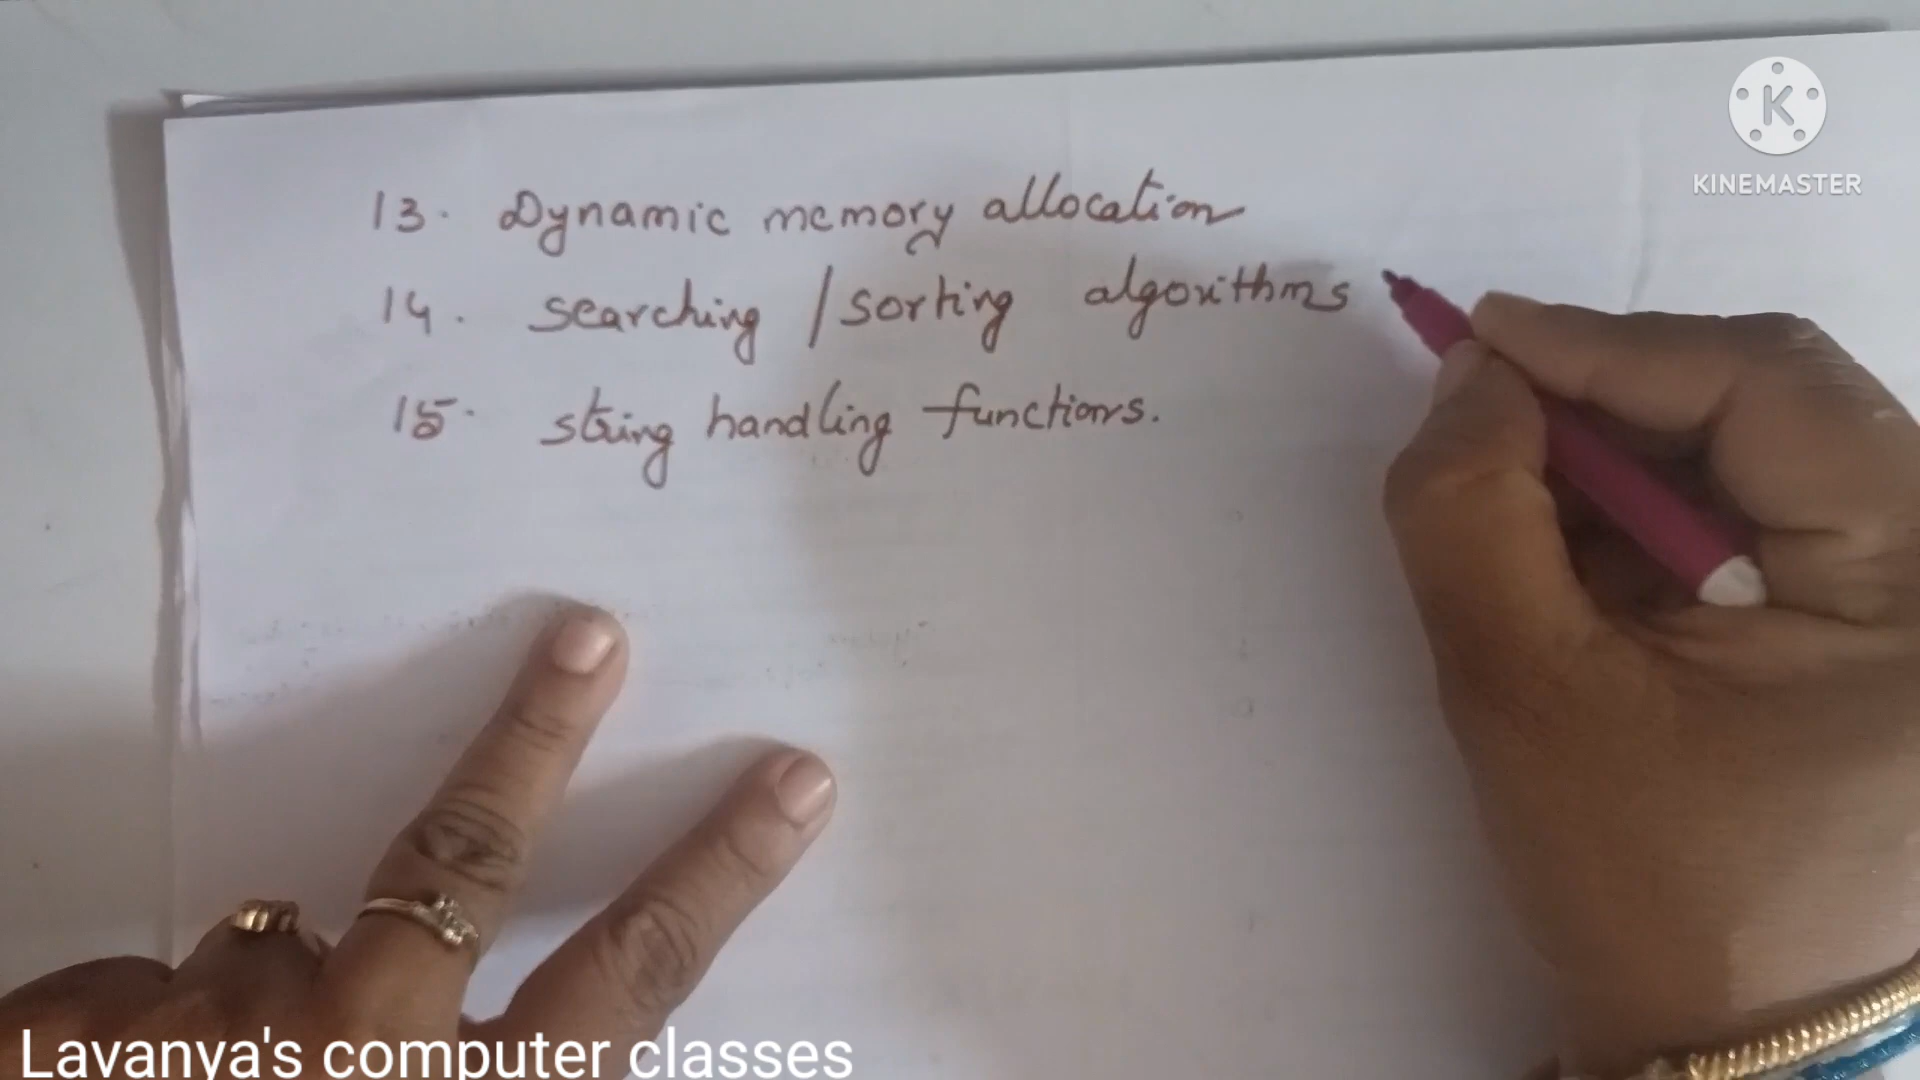 13. Dynamic memory allocation
14. searching / sorting algorithms
15. string handling functions.
K
KINEMASTER
Lavanya's computer classes